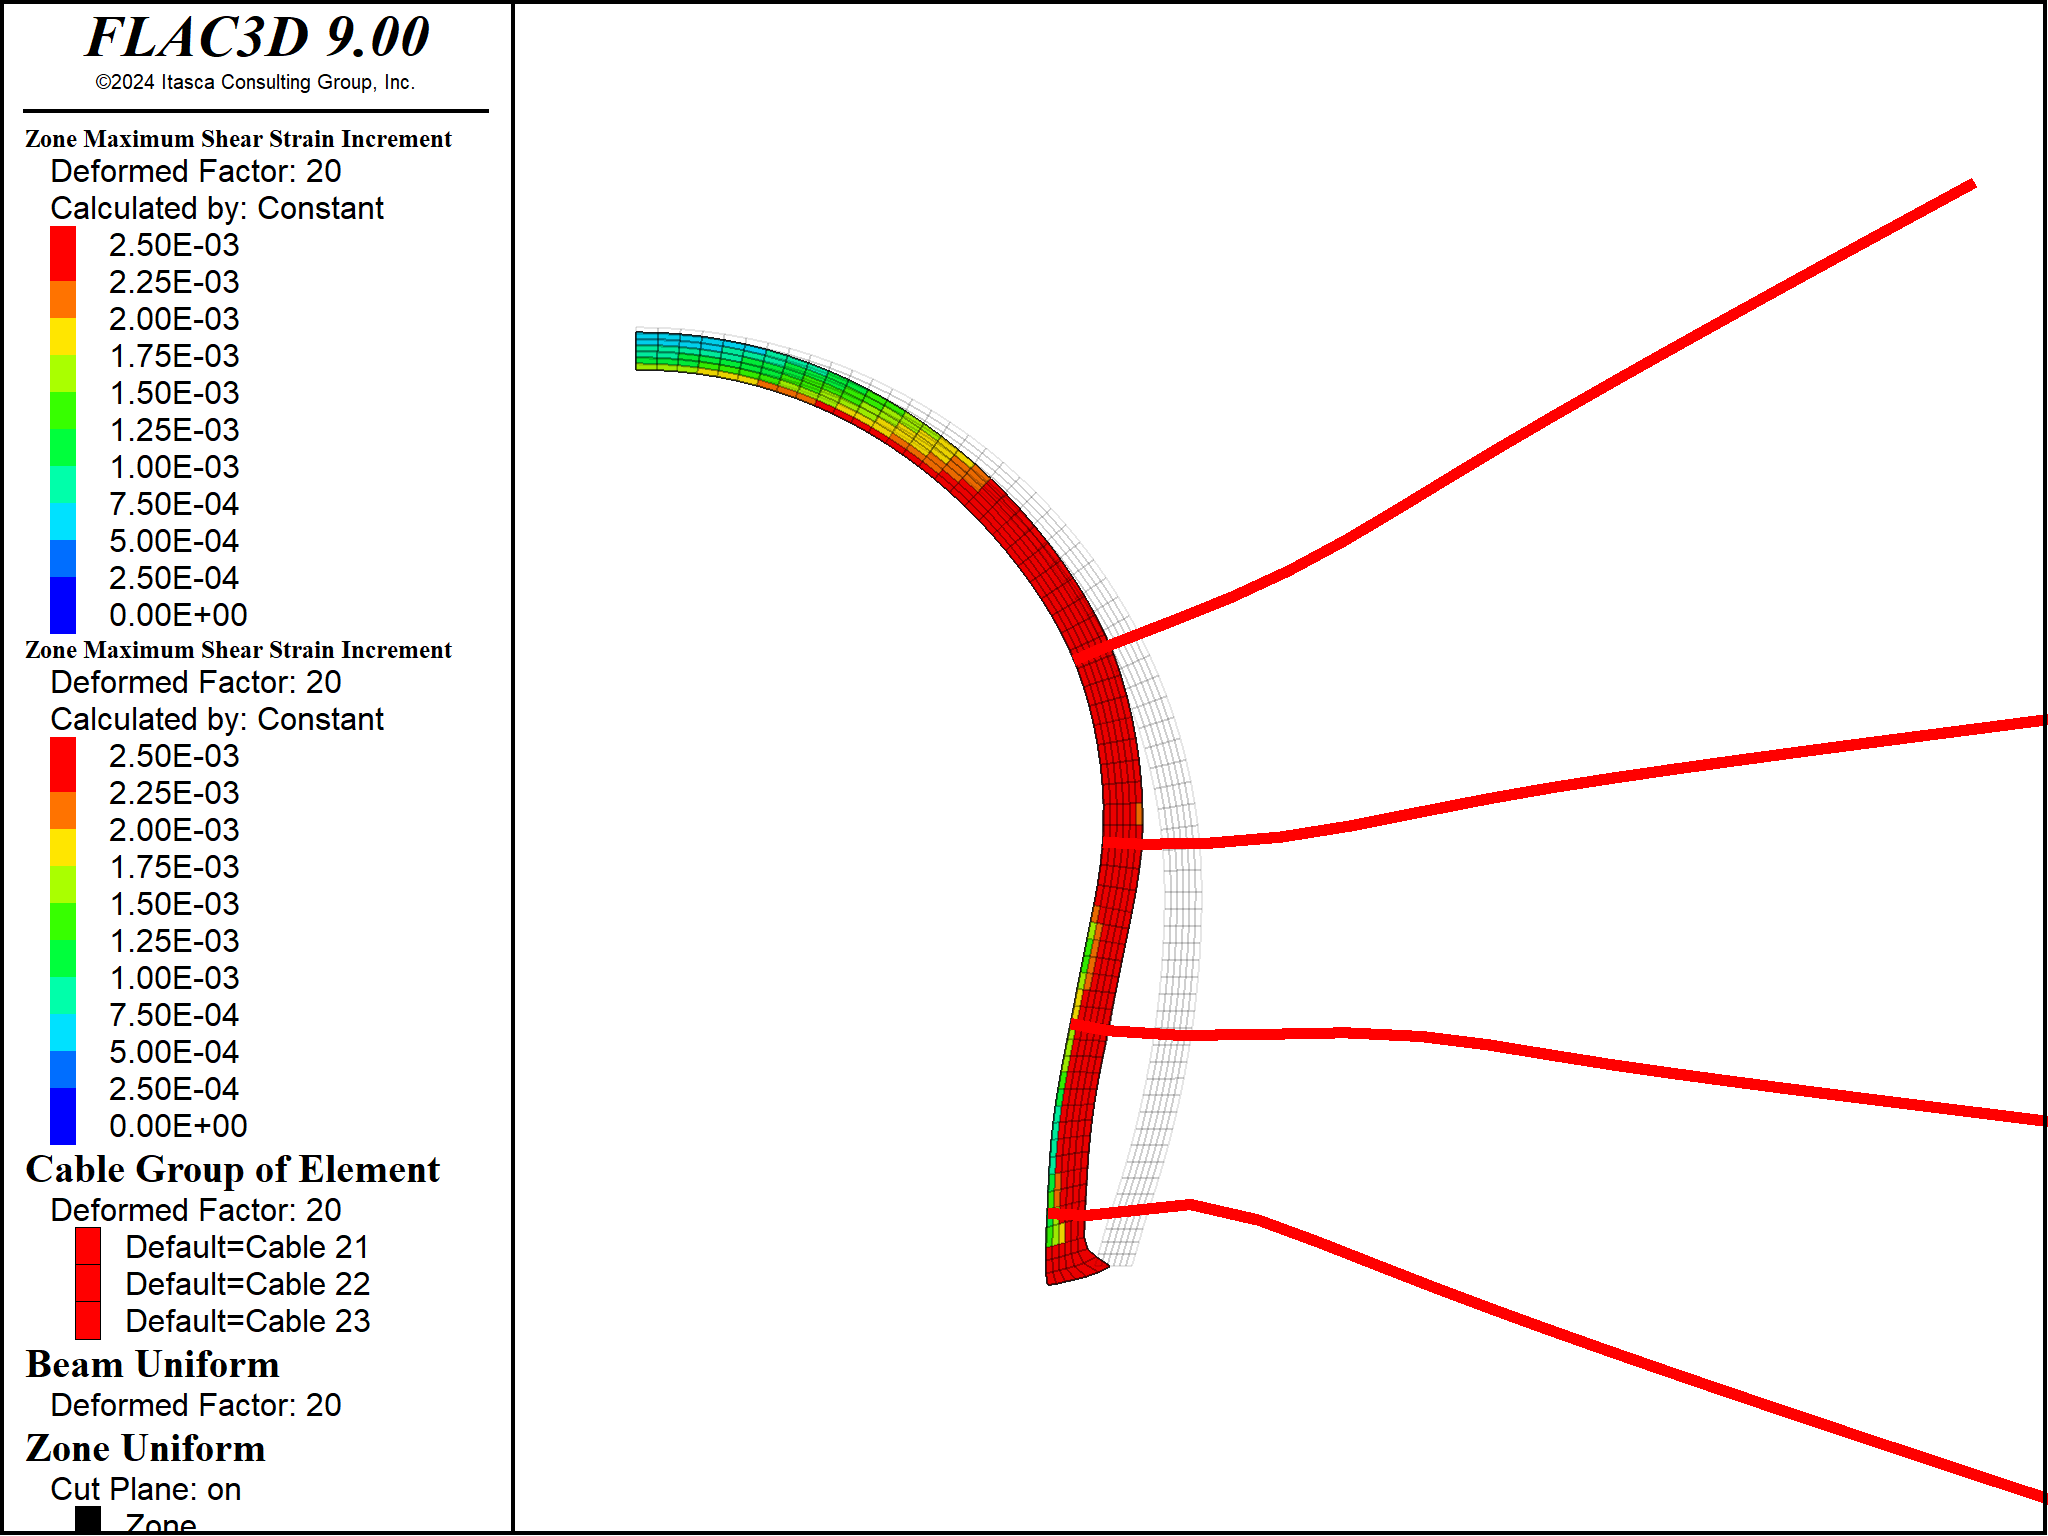 FLAC3D 9.00
©2024 Itasca Consulting Group, Inc.
Zone Maximum Shear Strain Increment
Deformed Factor: 20
Calculated by: Constant
2.50E-03
2.25E-03
2.00E-03
1.75E-03
1.50E-03
1.25E-03
1.00E-03
7.50E-04
5.00E-04
2.50E-04
0.00E+00
Zone Maximum Shear Strain Increment
Deformed Factor: 20
Calculated by: Constant
2.50E-03
2.25E-03
2.00E-03
1.75E-03
1.50E-03
1.25E-03
1.00E-03
7.50E-04
5.00E-04
2.50E-04
0.00E+00
Cable Group of Element
Deformed Factor: 20
Default=Cable 21
Default=Cable 22
Default=Cable 23
Beam Uniform
Deformed Factor: 20
Zone Uniform
Cut Plane: on
Zone